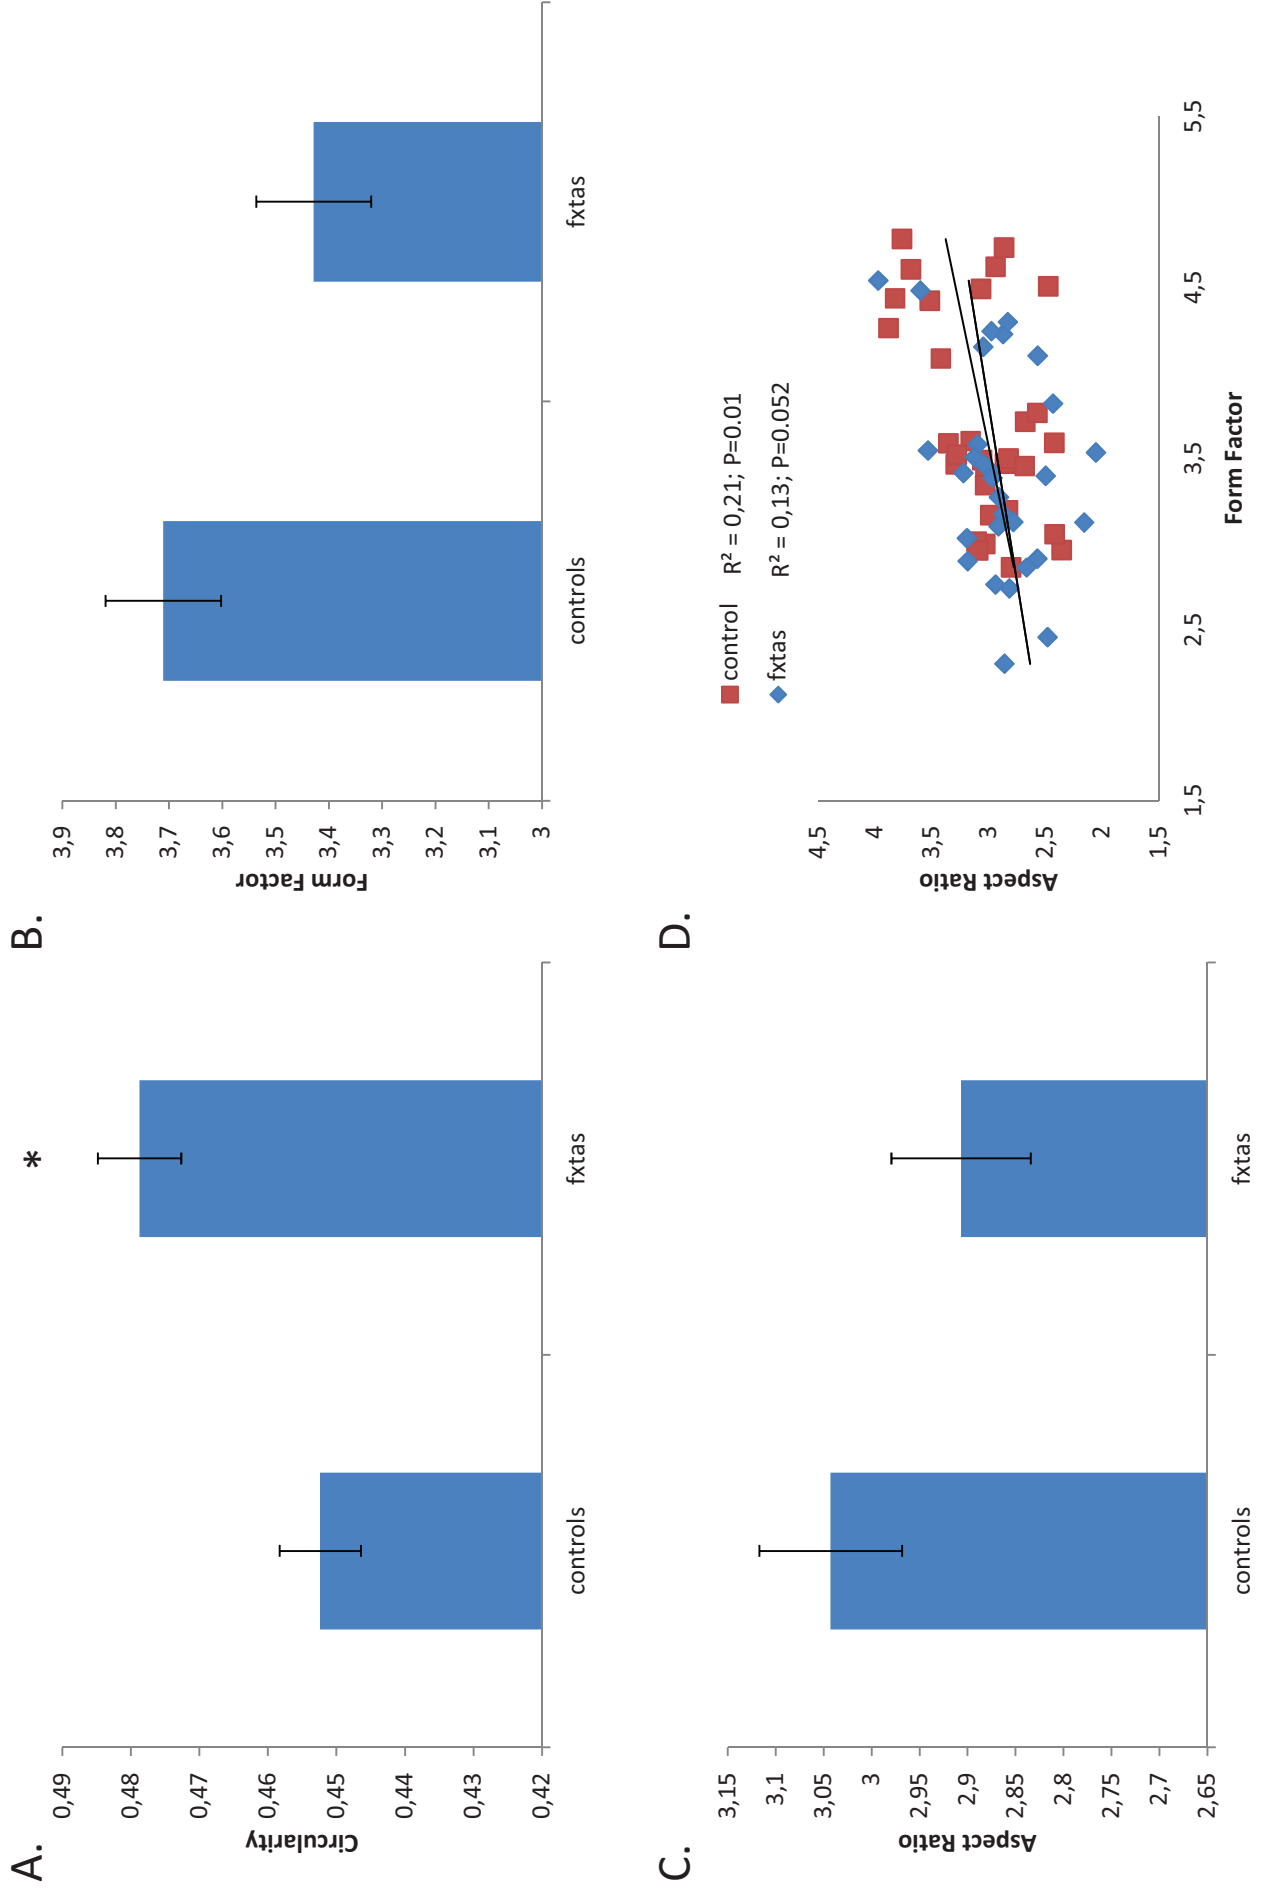 A.
Circularity
0,49
0,48
0,47
0,46
0,45
0,44
0,43
0,42
*
controls
fxtas
B.
Form Factor
3,9
3,8
3,7
3,6
3,5
3,4
3,3
3,2
3,1
3
controls
fxtas
C.
Aspect Ratio
3,15
3,1
3,05
3
2,95
2,9
2,85
2,8
2,75
2,7
2,65
controls
fxtas
D.
Aspect Ratio
4,5
4
3,5
3
2,5
2
1,5
control R² = 0,21; P=0.01
fxtas R² = 0,13; P=0.052
1,5 2,5 3,5 4,5 5,5
Form Factor